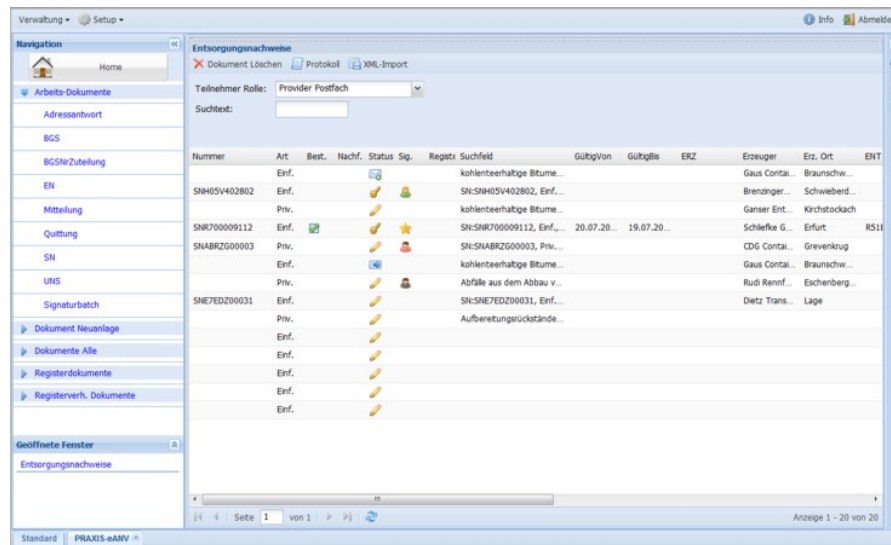 Verwaltung Setup Info Abmelde
Navigation
Home
Arbeits-Dokumente
Adressantwort
BGS
BGSNrZuteilung
EN
Mitteilung
Quittung
SN
UNS
Signaturbatch
Dokument Neuanlage
Dokumente Alle
Registerdokumente
Registerverh. Dokumente
Geöffnete Fenster
Entsorgungsnachweise
Entsorgungsnachweise
Dokument Löschen Protokoll XML-Import
Teilnehmer Rolle: Provider Postfach
Suchtext:
Nummer Art Best. Nachf. Status Sig. Registe Suchfeld GültigVon GültigBis ERZ Erzeuger Erz. Ort ENT
Einf. kohlenteerhaltige Bitume... Gaus Contai... Braunschw...
SNH05V402802 Einf. SN:SNH05V402802, Einf.... Brenzinger... Schwieberd...
Priv. kohlenteerhaltige Bitume... Ganser Ent... Kirchstockach
SNR700009112 Einf. SN:SNR700009112, Einf.,... 20.07.20... 19.07.20... Schliefke G... Erfurt
SNABRZG00003 Priv. SN:SNABRZG00003, Priv.... CDG Contai... Grevenkrug
Einf. kohlenteerhaltige Bitume... Gaus Contai... Braunschw...
Priv. Abfälle aus dem Abbau v... Rudi Rennf... Eschenberg...
SNE7EDZ00031 Einf. SN:SNE7EDZ00031, Einf.... Dietz Trans... Lage
Priv. Aufbereitungsrückstände...
Einf.
Einf.
Einf.
Einf.
Einf.
Seite 1 von 1 Anzeige 1 - 20 von 20
Standard PRAXIS-eANV